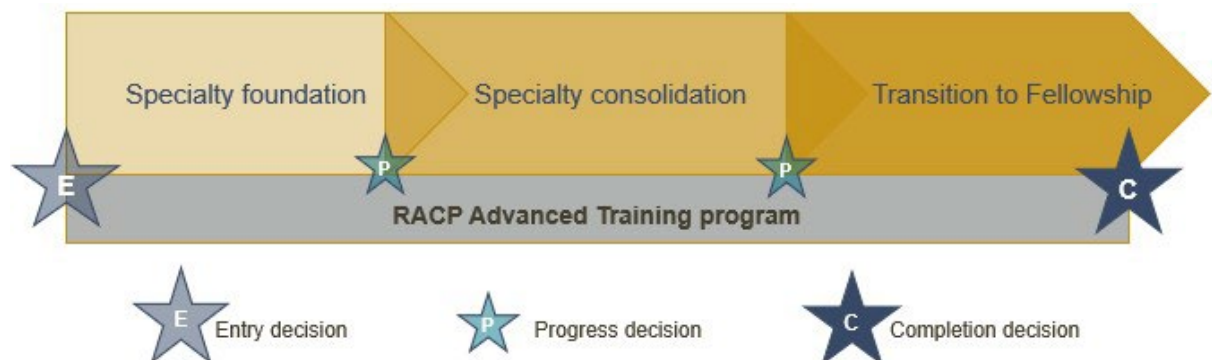 Specialty foundation
Specialty consolidation
Transition to Fellowship
E
P
P
C
RACP Advanced Training program
E Entry decision
P Progress decision
C Completion decision